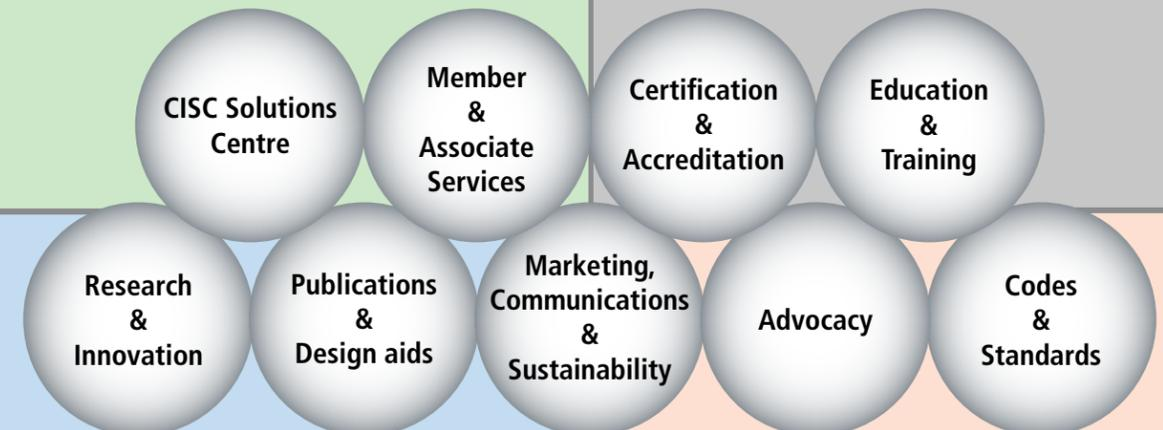 CISC Solutions
Centre
Member
&
Associate
Services
Certification
&
Accreditation
Education
&
Training
Research
&
Innovation
Publications
&
Design aids
Marketing,
Communications
&
Sustainability
Advocacy
Codes
&
Standards